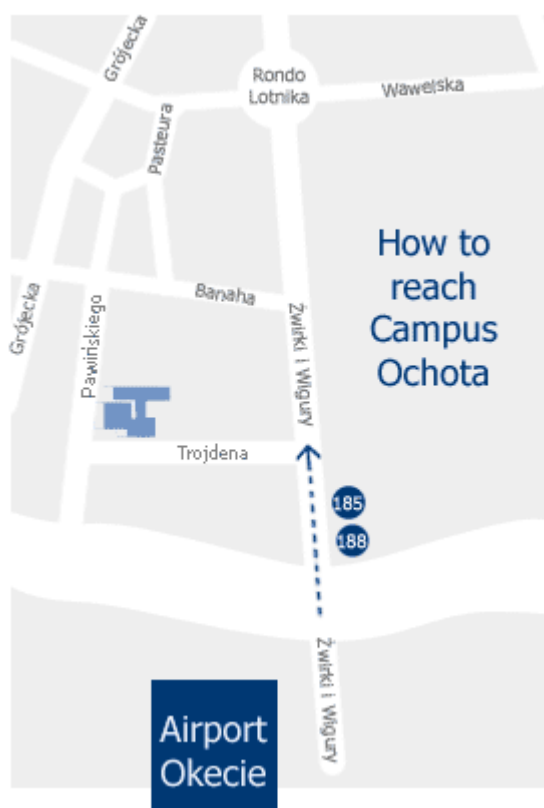 Grójecka
Rondo
Lotnika
Wawelska
Pasteura
How to
reach
Campus
Ochota
Banaha
Grójecka
Pawińskiego
Żwirki i Wigury
Trojdena
185
188
Żwirki i Wigury
Airport
Okecie